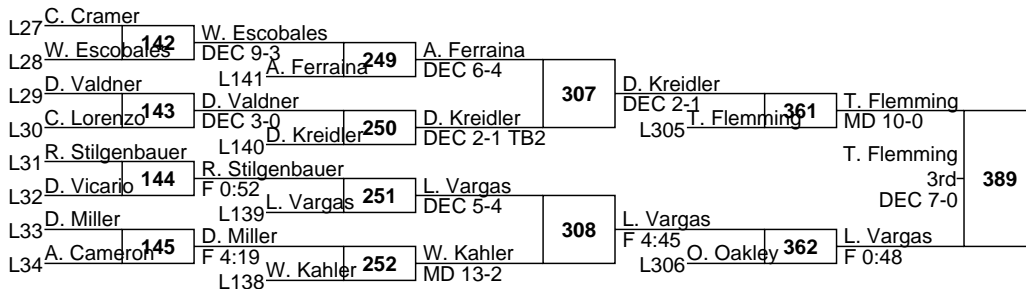 C. Cramer
L27
142
W. Escobales
L28
W. Escobales
DEC 9-3
L141
A. Ferraina
249
A. Ferraina
DEC 6-4
D. Valdner
L29
143
C. Lorenzo
L30
D. Valdner
DEC 3-0
L140
D. Kreidler
250
D. Kreidler
DEC 2-1 TB2
307
D. Kreidler
DEC 2-1
L305
T. Flemming
361
T. Flemming
MD 10-0
R. Stilgenbauer
L31
144
D. Vicario
L32
R. Stilgenbauer
F 0:52
L139
L. Vargas
251
L. Vargas
DEC 5-4
D. Miller
L33
145
A. Cameron
L34
D. Miller
F 4:19
L138
W. Kahler
252
W. Kahler
MD 13-2
308
L. Vargas
F 4:45
L306
O. Oakley
362
L. Vargas
F 0:48
T. Flemming
3rd
DEC 7-0
389